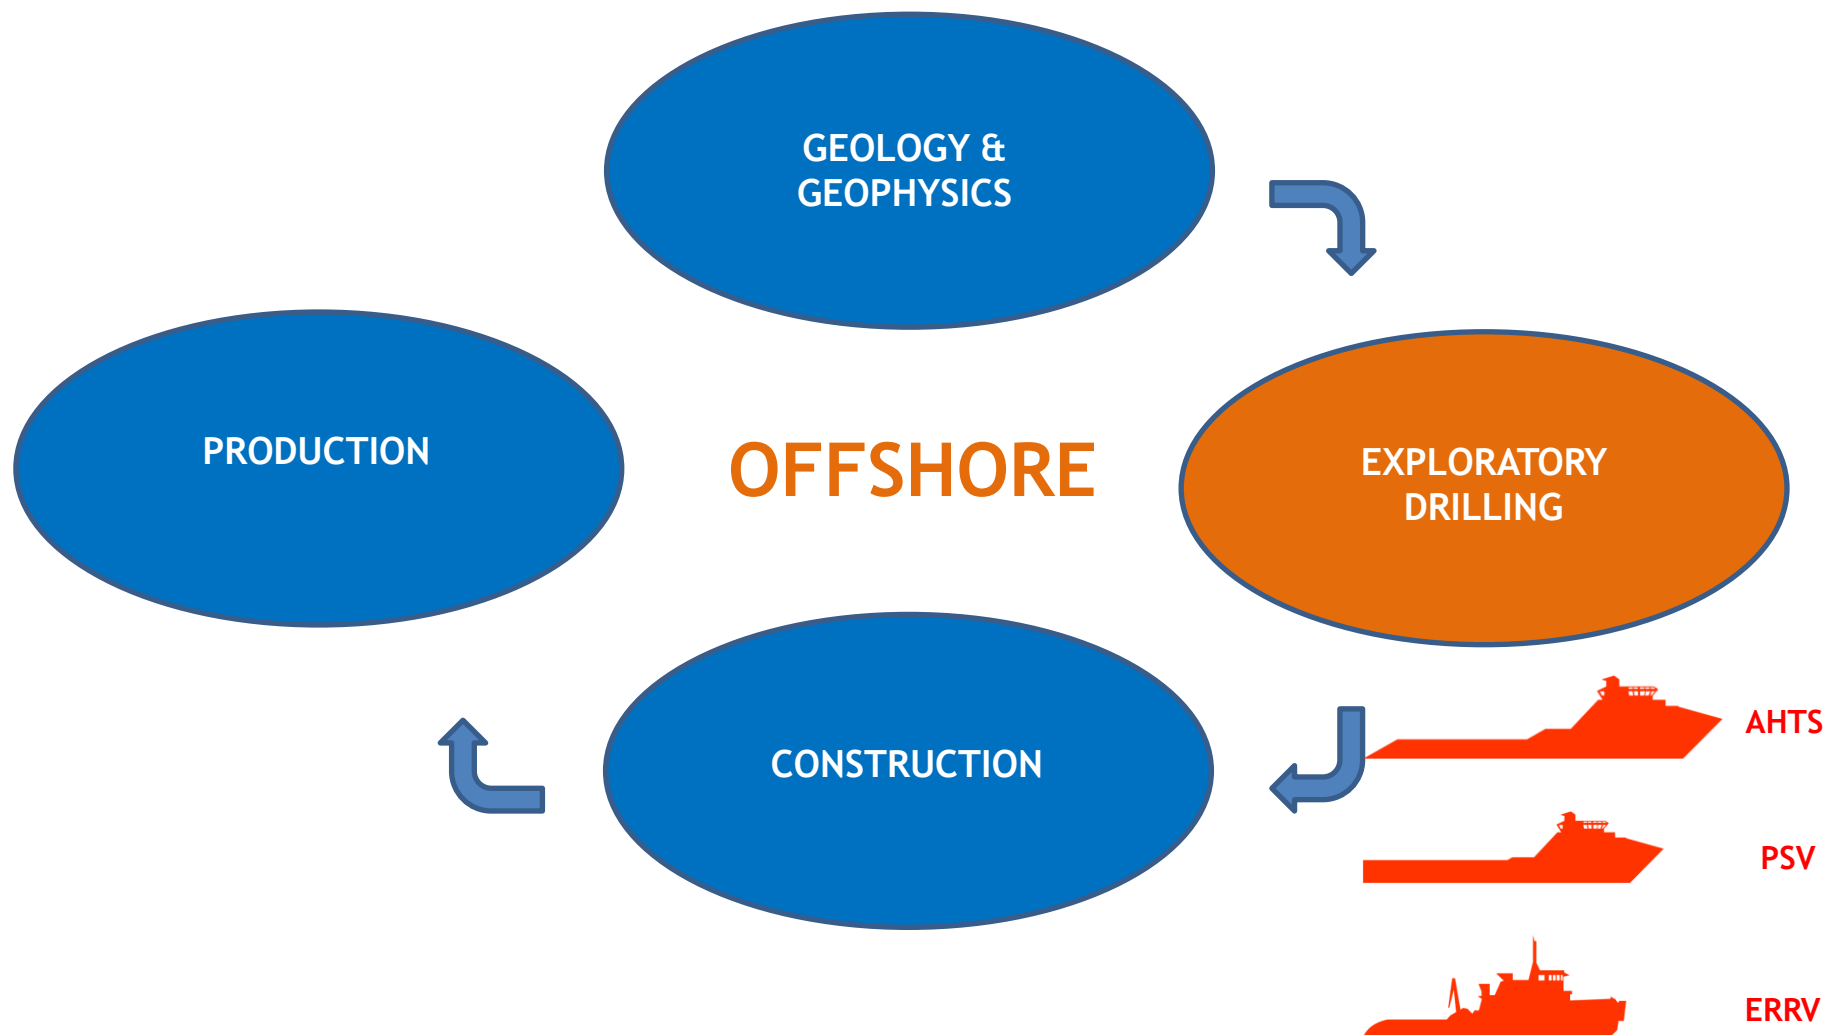 GEOLOGY &
GEOPHYSICS
PRODUCTION
OFFSHORE
EXPLORATORY
DRILLING
CONSTRUCTION
AHTS
PSV
ERRV